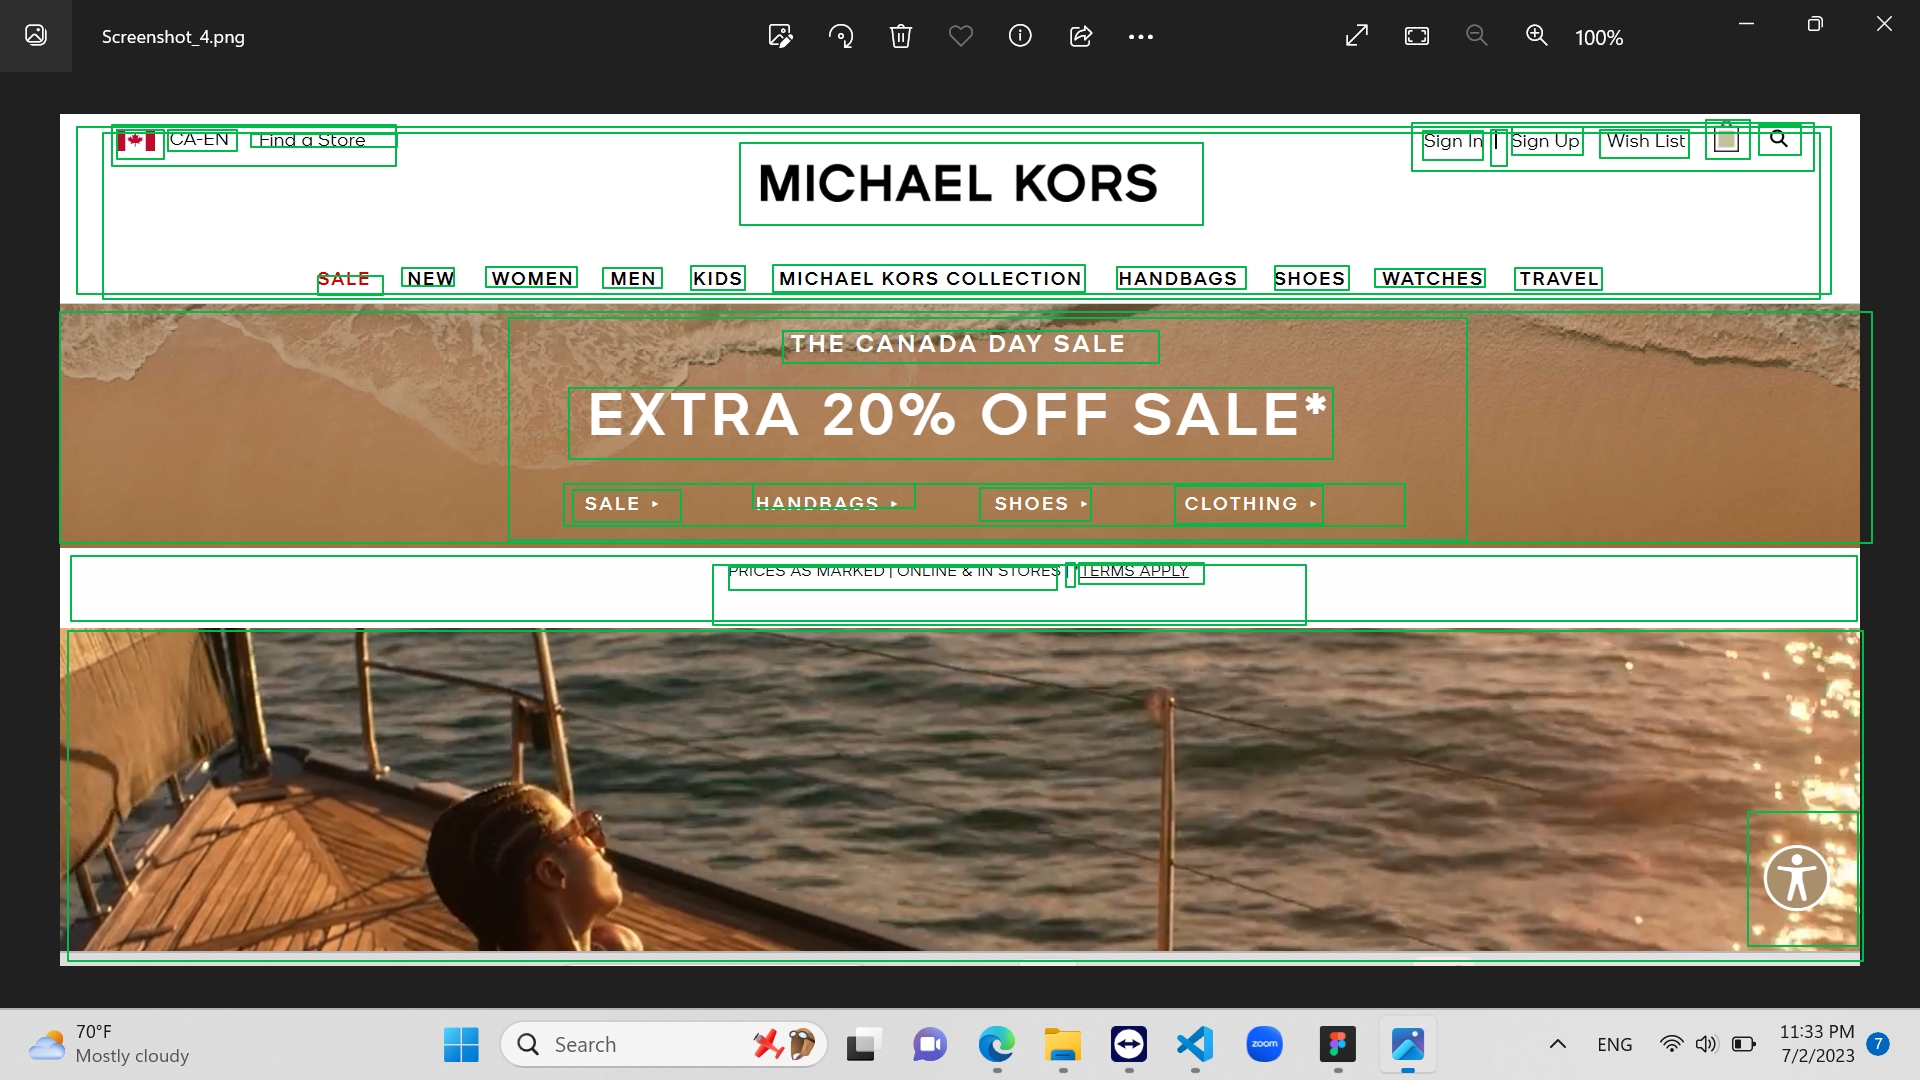 Screenshot_4.png
100%
CA-EN Find a Store
Sign In | Sign Up Wish List
MICHAEL KORS
SALE NEW WOMEN MEN KIDS MICHAEL KORS COLLECTION HANDBAGS SHOES WATCHES TRAVEL
THE CANADA DAY SALE
EXTRA 20% OFF SALE*
SALE HANDBAGS SHOES CLOTHING
PRICES AS MARKED | ONLINE & IN STORES | *TERMS APPLY
70°F
Mostly cloudy
Search
zoom
ENG
11:33 PM
7/2/2023
7